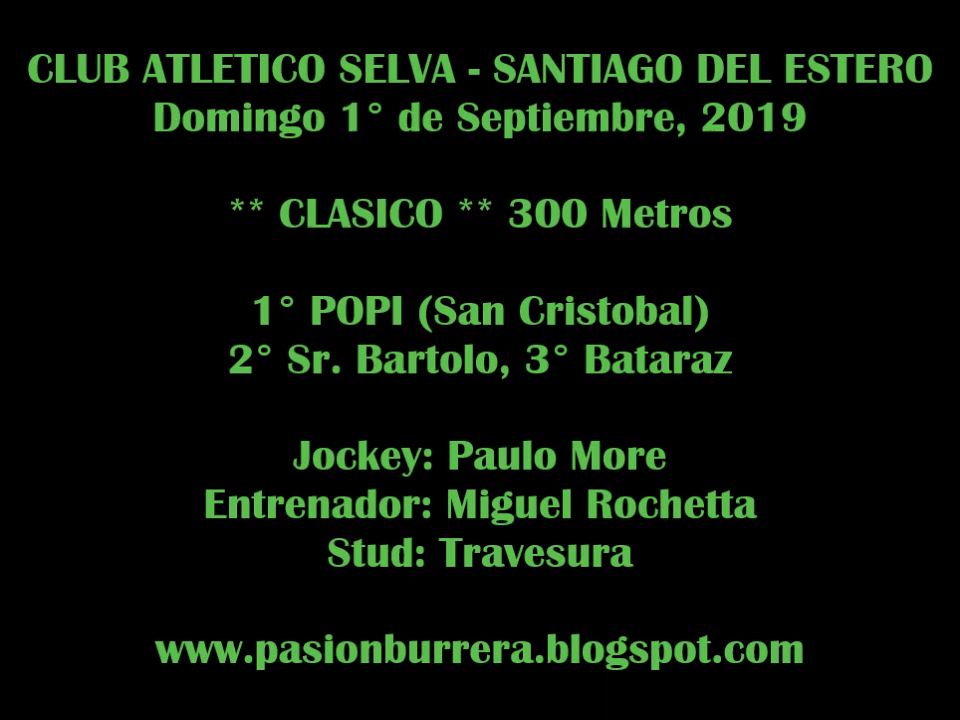 CLUB ATLETICO SELVA - SANTIAGO DEL ESTERO
Domingo 1° de Septiembre, 2019
** CLASICO ** 300 Metros
1° POPI (San Cristobal)
2° Sr. Bartolo, 3° Bataraz
Jockey: Paulo More
Entrenador: Miguel Rochetta
Stud: Travesura
www.pasionburrera.blogspot.com